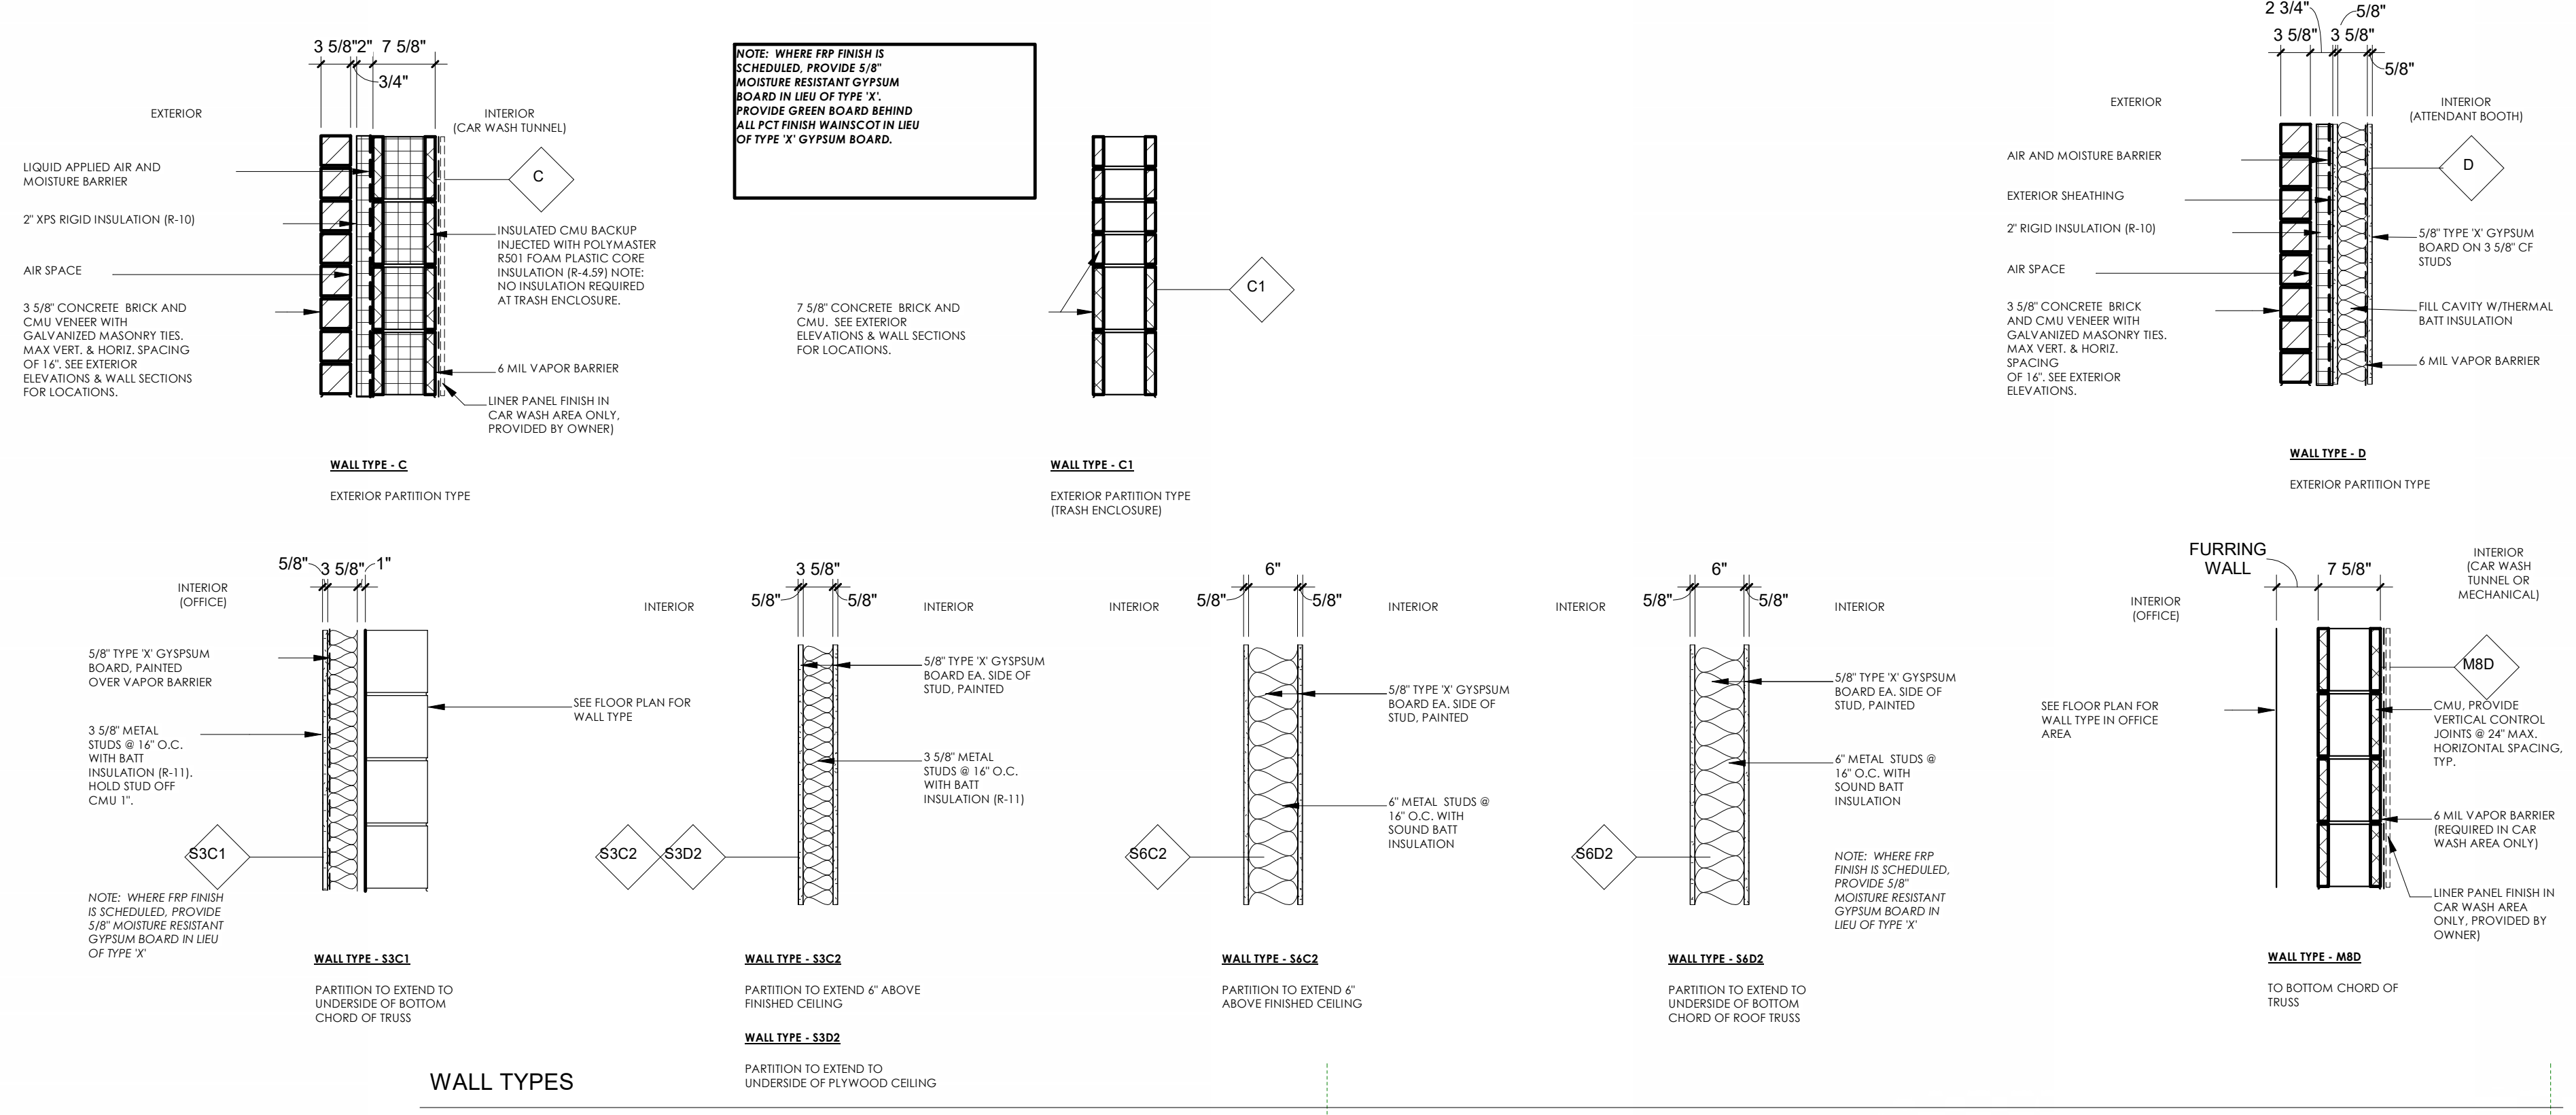 3 5/8" 2" 7 5/8"
3/4"
EXTERIOR
INTERIOR
(CAR WASH TUNNEL)
LIQUID APPLIED AIR AND
MOISTURE BARRIER
2" XPS RIGID INSULATION (R-10)
AIR SPACE
3 5/8" CONCRETE BRICK AND
CMU VENEER WITH
GALVANIZED MASONRY TIES.
MAX VERT. & HORIZ. SPACING
OF 16". SEE EXTERIOR
ELEVATIONS & WALL SECTIONS
FOR LOCATIONS.
C
INSULATED CMU BACKUP
INJECTED WITH POLYMASTER
R501 FOAM PLASTIC CORE
INSULATION (R-4.59) NOTE:
NO INSULATION REQUIRED
AT TRASH ENCLOSURE.
6 MIL VAPOR BARRIER
LINER PANEL FINISH IN
CAR WASH AREA ONLY,
PROVIDED BY OWNER)
WALL TYPE - C
EXTERIOR PARTITION TYPE
NOTE: WHERE FRP FINISH IS
SCHEDULED, PROVIDE 5/8"
MOISTURE RESISTANT GYPSUM
BOARD IN LIEU OF TYPE 'X'.
PROVIDE GREEN BOARD BEHIND
ALL PCT FINISH WAINSCOT IN LIEU
OF TYPE 'X' GYPSUM BOARD.
7 5/8" CONCRETE BRICK AND
CMU. SEE EXTERIOR
ELEVATIONS & WALL SECTIONS
FOR LOCATIONS.
C1
WALL TYPE - C1
EXTERIOR PARTITION TYPE
(TRASH ENCLOSURE)
2 3/4"
5/8"
3 5/8" 3 5/8"
5/8"
EXTERIOR
INTERIOR
(ATTENDANT BOOTH)
AIR AND MOISTURE BARRIER
EXTERIOR SHEATHING
2" RIGID INSULATION (R-10)
AIR SPACE
3 5/8" CONCRETE BRICK
AND CMU VENEER WITH
GALVANIZED MASONRY TIES.
MAX VERT. & HORIZ.
SPACING
OF 16". SEE EXTERIOR
ELEVATIONS.
D
5/8" TYPE 'X' GYPSUM
BOARD ON 3 5/8" CF
STUDS
FILL CAVITY W/THERMAL
BATT INSULATION
6 MIL VAPOR BARRIER
WALL TYPE - D
EXTERIOR PARTITION TYPE
5/8" 3 5/8" 1"
INTERIOR
(OFFICE)
5/8" TYPE 'X' GYSPSUM
BOARD, PAINTED
OVER VAPOR BARRIER
3 5/8" METAL
STUDS @ 16" O.C.
WITH BATT
INSULATION (R-11).
HOLD STUD OFF
CMU 1".
S3C1
NOTE: WHERE FRP FINISH
IS SCHEDULED, PROVIDE
5/8" MOISTURE RESISTANT
GYPSUM BOARD IN LIEU
OF TYPE 'X'
SEE FLOOR PLAN FOR
WALL TYPE
WALL TYPE - S3C1
PARTITION TO EXTEND TO
UNDERSIDE OF BOTTOM
CHORD OF TRUSS
3 5/8"
5/8" 5/8"
INTERIOR
INTERIOR
5/8" TYPE 'X' GYSPSUM
BOARD EA. SIDE OF
STUD, PAINTED
3 5/8" METAL
STUDS @ 16" O.C.
WITH BATT
INSULATION (R-11)
S3C2 S3D2
WALL TYPE - S3C2
PARTITION TO EXTEND 6" ABOVE
FINISHED CEILING
WALL TYPE - S3D2
PARTITION TO EXTEND TO
UNDERSIDE OF PLYWOOD CEILING
6"
5/8" 5/8"
INTERIOR
INTERIOR
5/8" TYPE 'X' GYSPSUM
BOARD EA. SIDE OF
STUD, PAINTED
6" METAL STUDS @
16" O.C. WITH
SOUND BATT
INSULATION
S6C2
WALL TYPE - S6C2
PARTITION TO EXTEND 6"
ABOVE FINISHED CEILING
6"
5/8" 5/8"
INTERIOR
INTERIOR
5/8" TYPE 'X' GYSPSUM
BOARD EA. SIDE OF
STUD, PAINTED
6" METAL STUDS @
16" O.C. WITH
SOUND BATT
INSULATION
S6D2
NOTE: WHERE FRP
FINISH IS SCHEDULED,
PROVIDE 5/8"
MOISTURE RESISTANT
GYPSUM BOARD IN
LIEU OF TYPE 'X'
WALL TYPE - S6D2
PARTITION TO EXTEND TO
UNDERSIDE OF BOTTOM
CHORD OF ROOF TRUSS
FURRING
WALL
7 5/8"
INTERIOR
(CAR WASH
TUNNEL OR
MECHANICAL)
INTERIOR
(OFFICE)
M8D
SEE FLOOR PLAN FOR
WALL TYPE IN OFFICE
AREA
CMU, PROVIDE
VERTICAL CONTROL
JOINTS @ 24" MAX.
HORIZONTAL SPACING,
TYP.
6 MIL VAPOR BARRIER
(REQUIRED IN CAR
WASH AREA ONLY)
LINER PANEL FINISH IN
CAR WASH AREA
ONLY, PROVIDED BY
OWNER)
WALL TYPE - M8D
TO BOTTOM CHORD OF
TRUSS
WALL TYPES